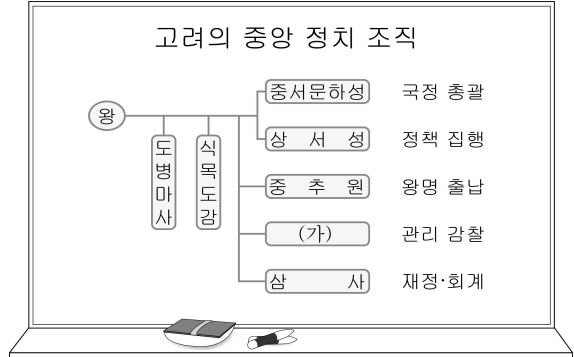 고려의 중앙 정치 조직
왕
도병마사
식목도감
중서문하성 국정 총괄
상 서 성 정책 집행
중 추 원 왕명 출납
(가) 관리 감찰
삼 사 재정·회계